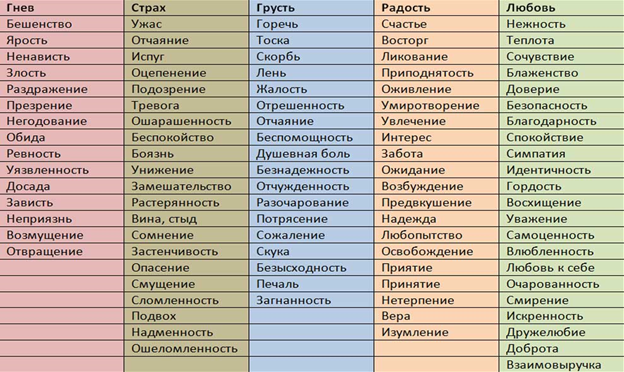 Гнев Страх Грусть Радость Любовь
Бешенство Ужас Горечь Счастье Нежность
Ярость Отчаяние Тоска Восторг Теплота
Ненависть Испуг Скорбь Ликование Сочувствие
Злость Оцепенение Лень Приподнятость Блаженство
Раздражение Подозрение Жалость Оживление Доверие
Презрение Тревога Отрешенность Умиротворение Безопасность
Негодование Ошарашенность Отчаяние Увлечение Благодарность
Обида Беспокойство Беспомощность Интерес Спокойствие
Ревность Боязнь Душевная боль Забота Симпатия
Уязвленность Унижение Безнадежность Ожидание Идентичность
Досада Замешательство Отчужденность Возбуждение Гордость
Зависть Растерянность Разочарование Предвкушение Восхищение
Неприязнь Вина, стыд Потрясение Надежда Уважение
Возмущение Сомнение Сожаление Любопытство Самоценность
Отвращение Застенчивость Скука Освобождение Влюбленность
Опасение Безысходность Приятие Любовь к себе
Смущение Печаль Принятие Очарованность
Сломленность Загнанность Нетерпение Смирение
Подвох Вера Искренность
Надменность Изумление Дружелюбие
Ошеломленность Доброта
Взаимовыручка